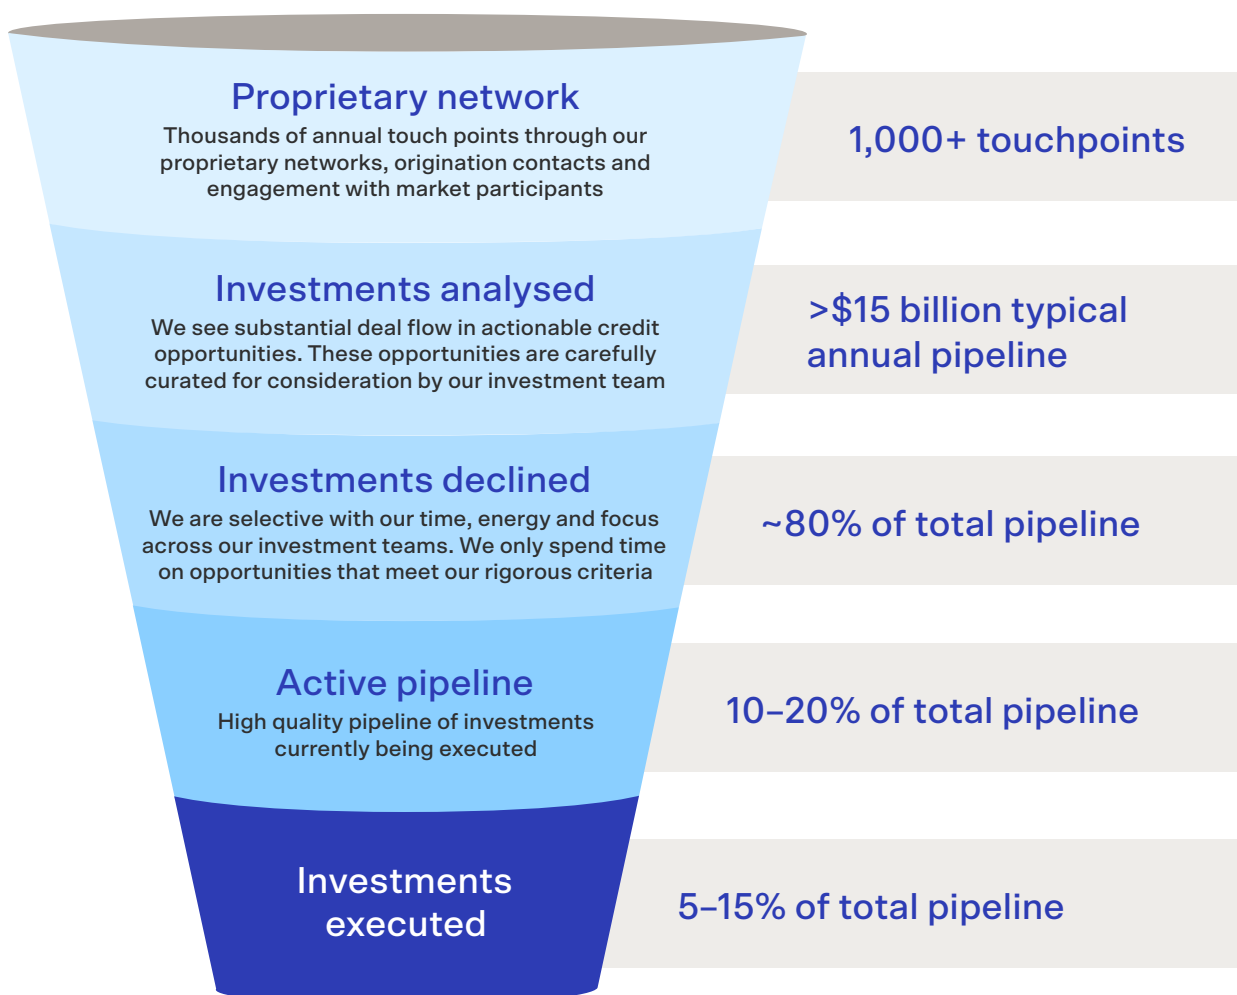 Proprietary network
Thousands of annual touch points through our
proprietary networks, origination contacts and
engagement with market participants
1,000+ touchpoints
Investments analysed
We see substantial deal flow in actionable credit
opportunities. These opportunities are carefully
curated for consideration by our investment team
>$15 billion typical
annual pipeline
Investments declined
We are selective with our time, energy and focus
across our investment teams. We only spend time
on opportunities that meet our rigorous criteria
~80% of total pipeline
Active pipeline
High quality pipeline of investments
currently being executed
10–20% of total pipeline
Investments
executed
5–15% of total pipeline